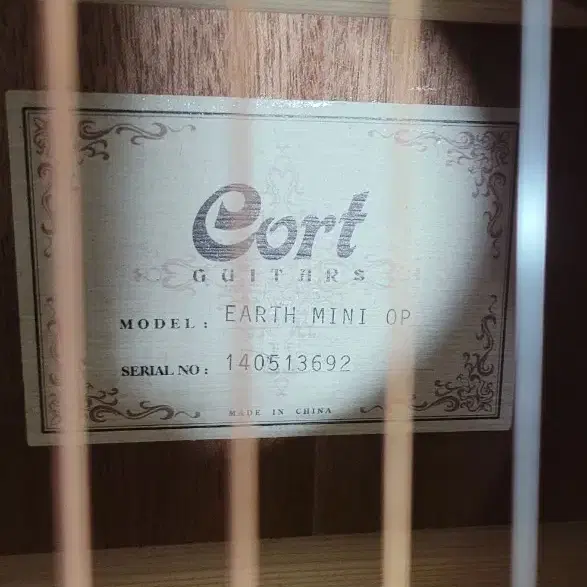 Cort
GUITARS
MODEL: EARTH MINI OP
SERIAL NO: 140513692
MADE IN CHINA